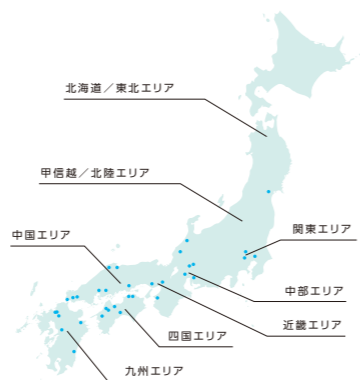 北海道／東北エリア
甲信越／北陸エリア
関東エリア
中国エリア
中部エリア
近畿エリア
四国エリア
九州エリア